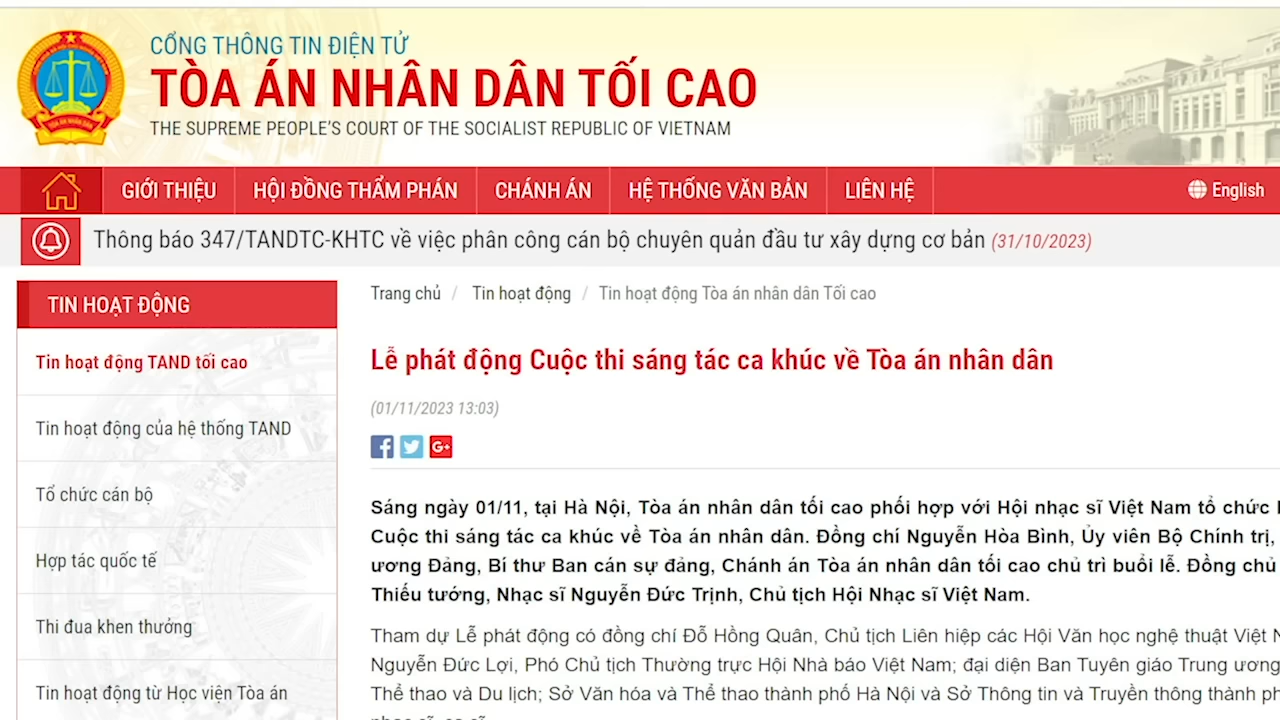 CỔNG THÔNG TIN ĐIỆN TỬ
TÒA ÁN NHÂN DÂN TỐI CAO
THE SUPREME PEOPLE'S COURT OF THE SOCIALIST REPUBLIC OF VIETNAM
TÒA ÁN NHÂN DÂN
GIỚI THIỆU
HỘI ĐỒNG THẨM PHÁN
CHÁNH ÁN
HỆ THỐNG VĂN BẢN
LIÊN HỆ
English
Thông báo 347/TANDTC-KHTC về việc phân công cán bộ chuyên quản đầu tư xây dựng cơ bản (31/10/2023)
TIN HOẠT ĐỘNG
Tin hoạt động TAND tối cao
Tin hoạt động của hệ thống TAND
Tổ chức cán bộ
Hợp tác quốc tế
Thi đua khen thưởng
Tin hoạt động từ Học viện Tòa án
Trang chủ / Tin hoạt động / Tin hoạt động Tòa án nhân dân Tối cao
Lễ phát động Cuộc thi sáng tác ca khúc về Tòa án nhân dân
(01/11/2023 13:03)
Sáng ngày 01/11, tại Hà Nội, Tòa án nhân dân tối cao phối hợp với Hội nhạc sĩ Việt Nam tổ chức
Cuộc thi sáng tác ca khúc về Tòa án nhân dân. Đồng chí Nguyễn Hòa Bình, Ủy viên Bộ Chính trị,
ương Đảng, Bí thư Ban cán sự đảng, Chánh án Tòa án nhân dân tối cao chủ trì buổi lễ. Đồng chủ
Thiếu tướng, Nhạc sĩ Nguyễn Đức Trịnh, Chủ tịch Hội Nhạc sĩ Việt Nam.
Tham dự Lễ phát động có đồng chí Đỗ Hồng Quân, Chủ tịch Liên hiệp các Hội Văn học nghệ thuật Việt
Nguyễn Đức Lợi, Phó Chủ tịch Thường trực Hội Nhà báo Việt Nam; đại diện Ban Tuyên giáo Trung ương
Thể thao và Du lịch; Sở Văn hóa và Thể thao thành phố Hà Nội và Sở Thông tin và Truyền thông thành